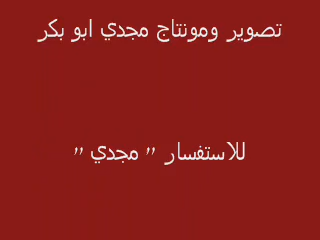 تصوير ومونتاج مجدي ابو بكر
للاستفسار " مجدي "